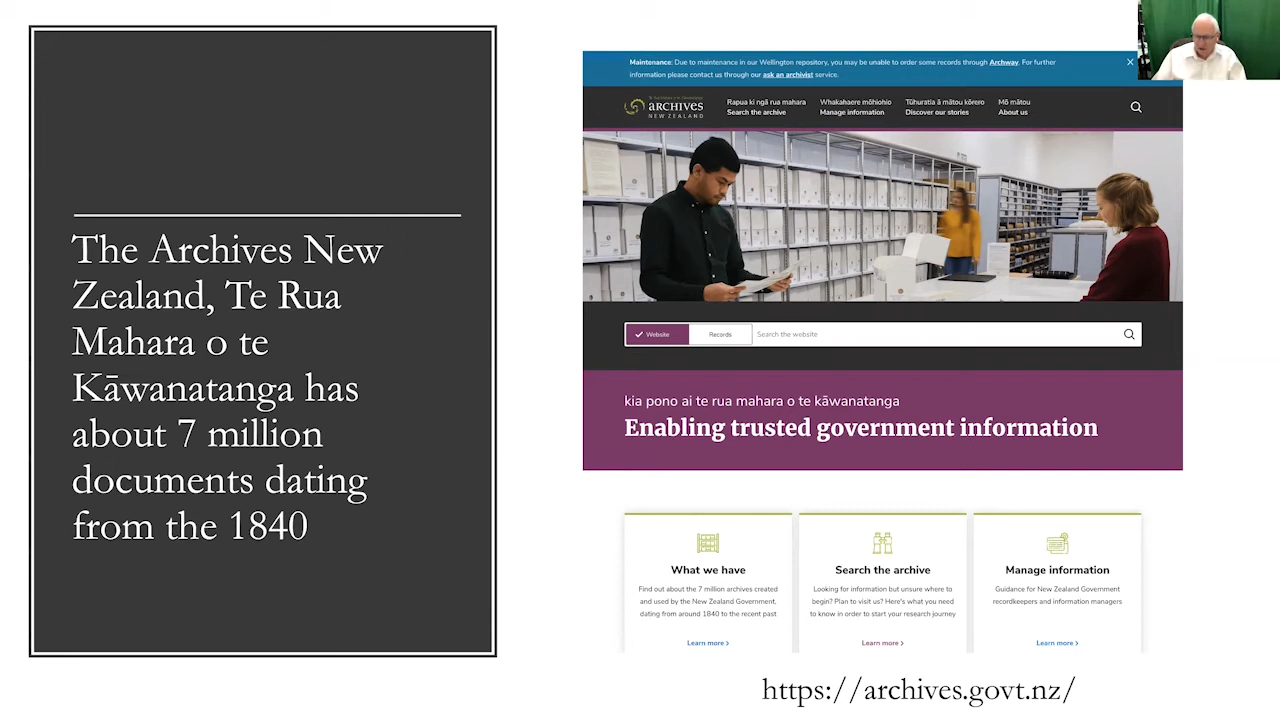 The Archives New
Zealand, Te Rua
Mahara o te
Kāwanatanga has
about 7 million
documents dating
from the 1840
Maintenance: Due to maintenance in our Wellington repository, you may be unable to order some records through Archway. For further
information please contact us through our ask an archivist service.
ARCHIVES
NEW ZEALAND
Rapua ki ngā rua mahara
Search the archive
Whakahaere mōhiohio
Manage information
Tūhuratia ā mātou kōrero
Discover our stories
Mō mātou
About us
Website
Records
Search the website
kia pono ai te rua mahara o te kāwanatanga
Enabling trusted government information
What we have
Find out about the 7 million archives created
and used by the New Zealand Government,
dating from around 1840 to the recent past
Learn more >
Search the archive
Looking for information but unsure where to
begin? Plan to visit us? Here's what you need
to know in order to start your research journey
Learn more >
Manage information
Guidance for New Zealand Government
recordkeepers and information managers
Learn more >
https://archives.govt.nz/